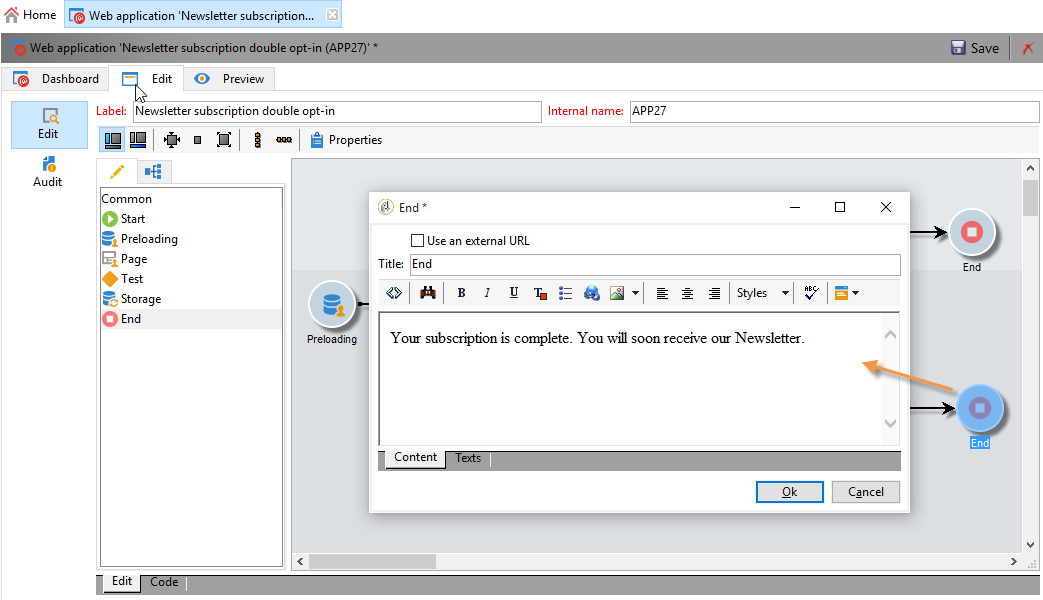 Home
Web application 'Newsletter subscription...
Web application 'Newsletter subscription double opt-in (APP27)' *
Save
Dashboard
Edit
Preview
Edit
Audit
Label: Newsletter subscription double opt-in
Internal name: APP27
Properties
Common
Start
Preloading
Page
Test
Storage
End
Preloading
End *
Use an external URL
Title: End
B I U T Styles ABC
Your subscription is complete. You will soon receive our Newsletter.
Content Texts
Ok Cancel
End
End
Edit Code